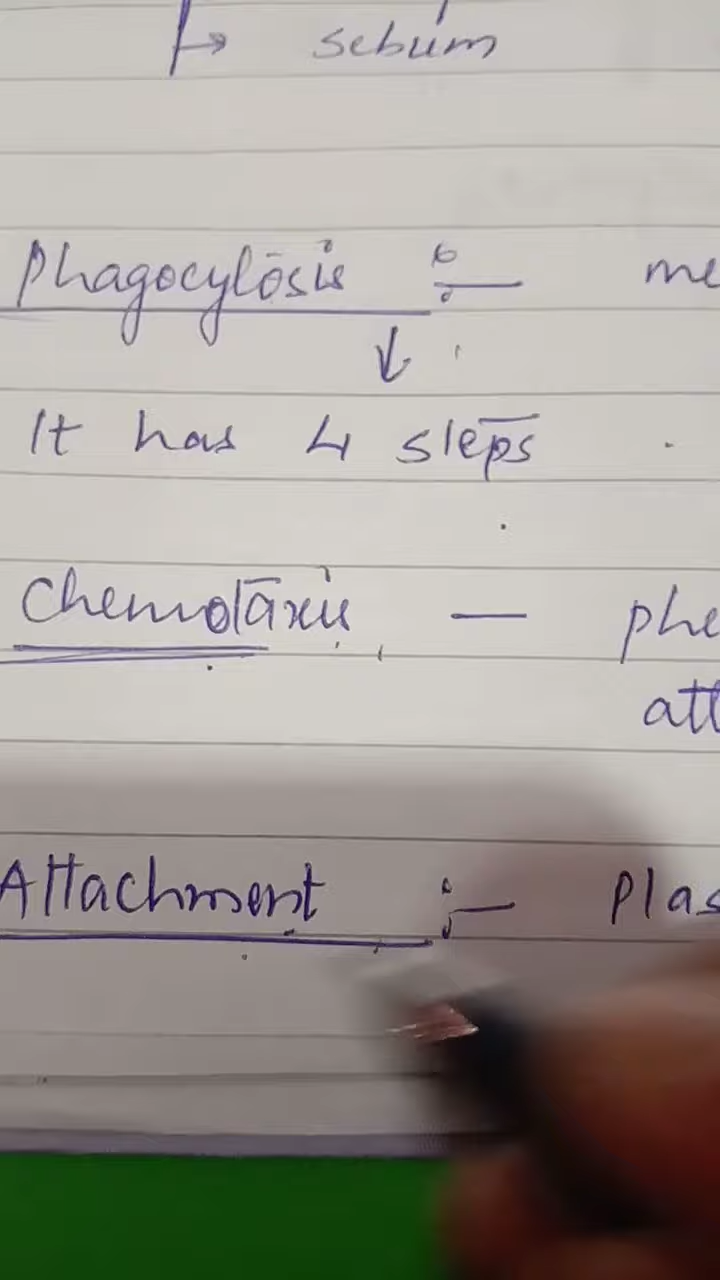 ↳ sebum
Phagocytosis :- me
↓
It has 4 steps
Chemotaxis — phe
att
Attachment :- Plas